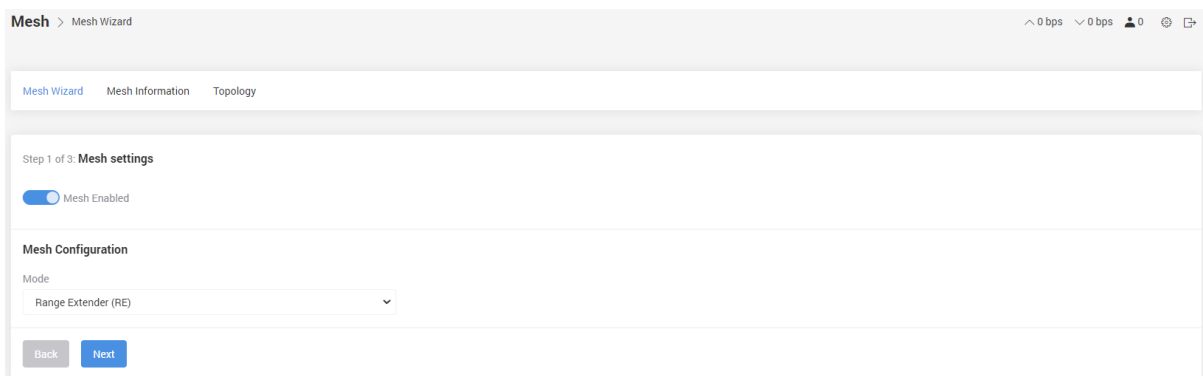 Mesh > Mesh Wizard
0 bps 0 bps 0
Mesh Wizard Mesh Information Topology
Step 1 of 3: Mesh settings
Mesh Enabled
Mesh Configuration
Mode
Range Extender (RE)
Back Next